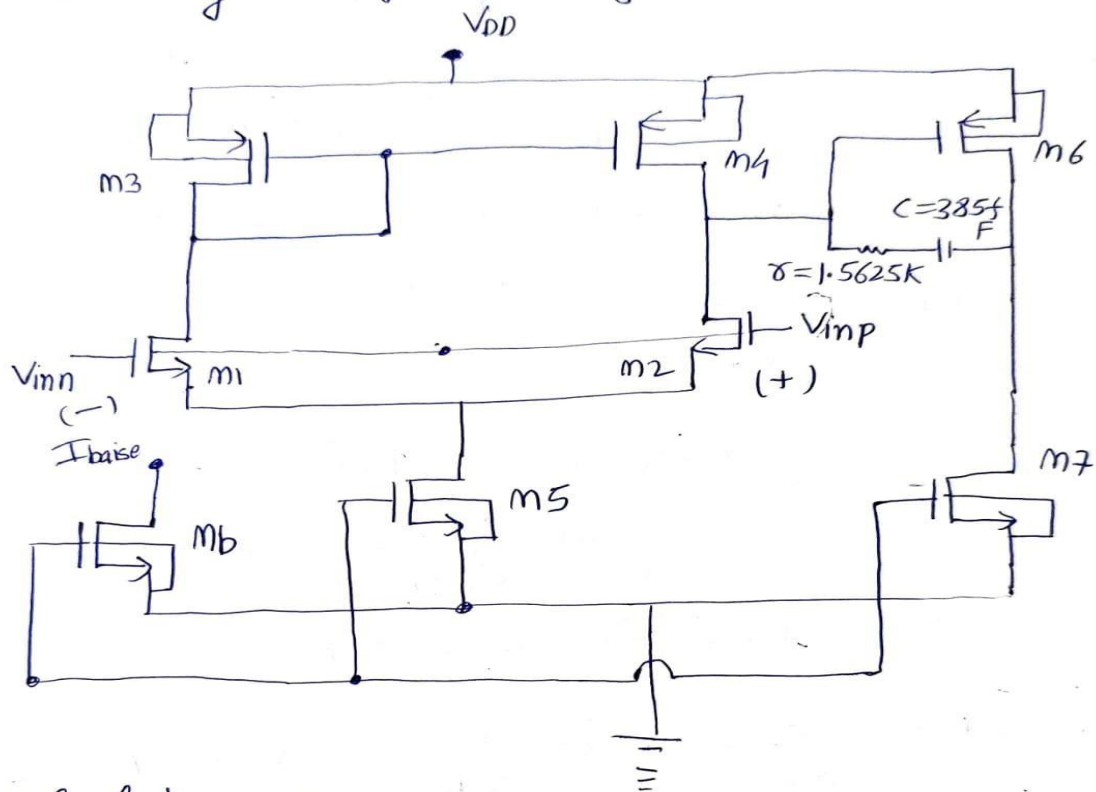 VDD
m3
m4
m6
C=385f
F
r=1.5625K
Vinn
(-)
m1
m2
Vinp
(+)
Ibaise
mb
m5
m7